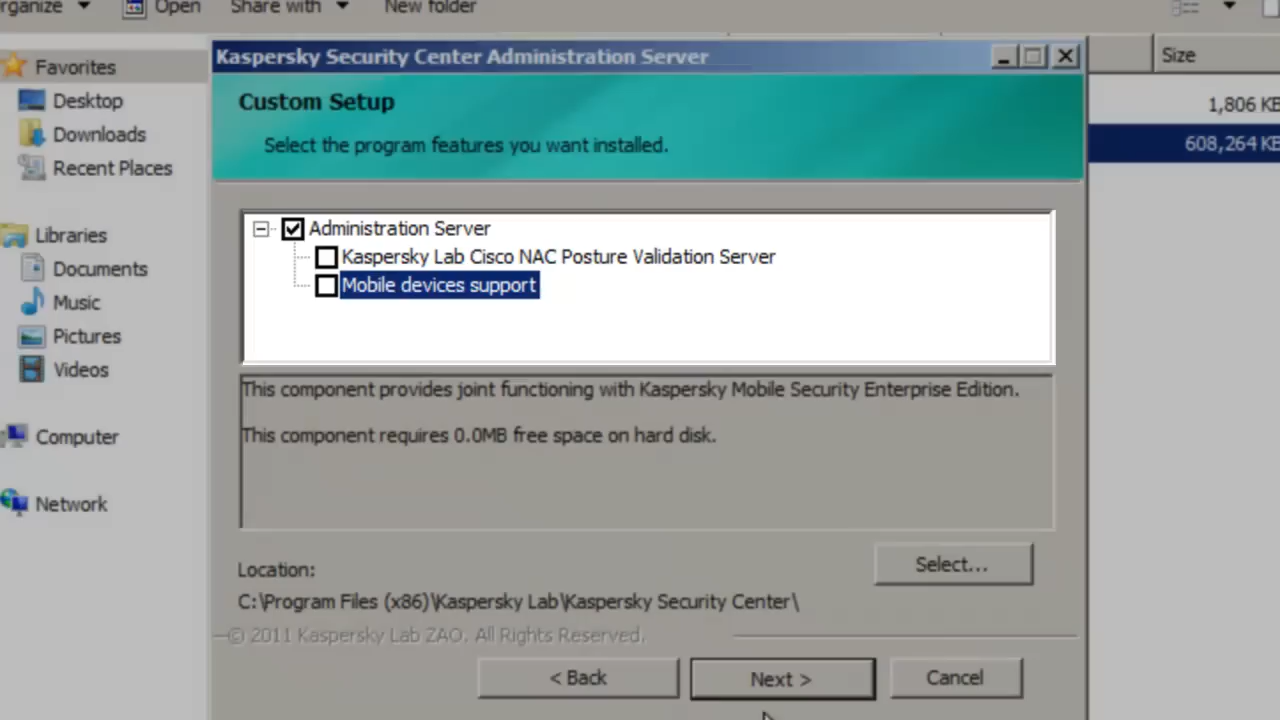 Open
Share with
New folder
Size
1,806 KB
608,264 KB
Favorites
Desktop
Downloads
Recent Places
Libraries
Documents
Music
Pictures
Videos
Computer
Network
Kaspersky Security Center Administration Server
Custom Setup
Select the program features you want installed.
Administration Server
Kaspersky Lab Cisco NAC Posture Validation Server
Mobile devices support
This component provides joint functioning with Kaspersky Mobile Security Enterprise Edition.
This component requires 0.0MB free space on hard disk.
Select...
Location:
C:\Program Files (x86)\Kaspersky Lab\Kaspersky Security Center\
© 2011 Kaspersky Lab ZAO. All Rights Reserved.
< Back
Next >
Cancel